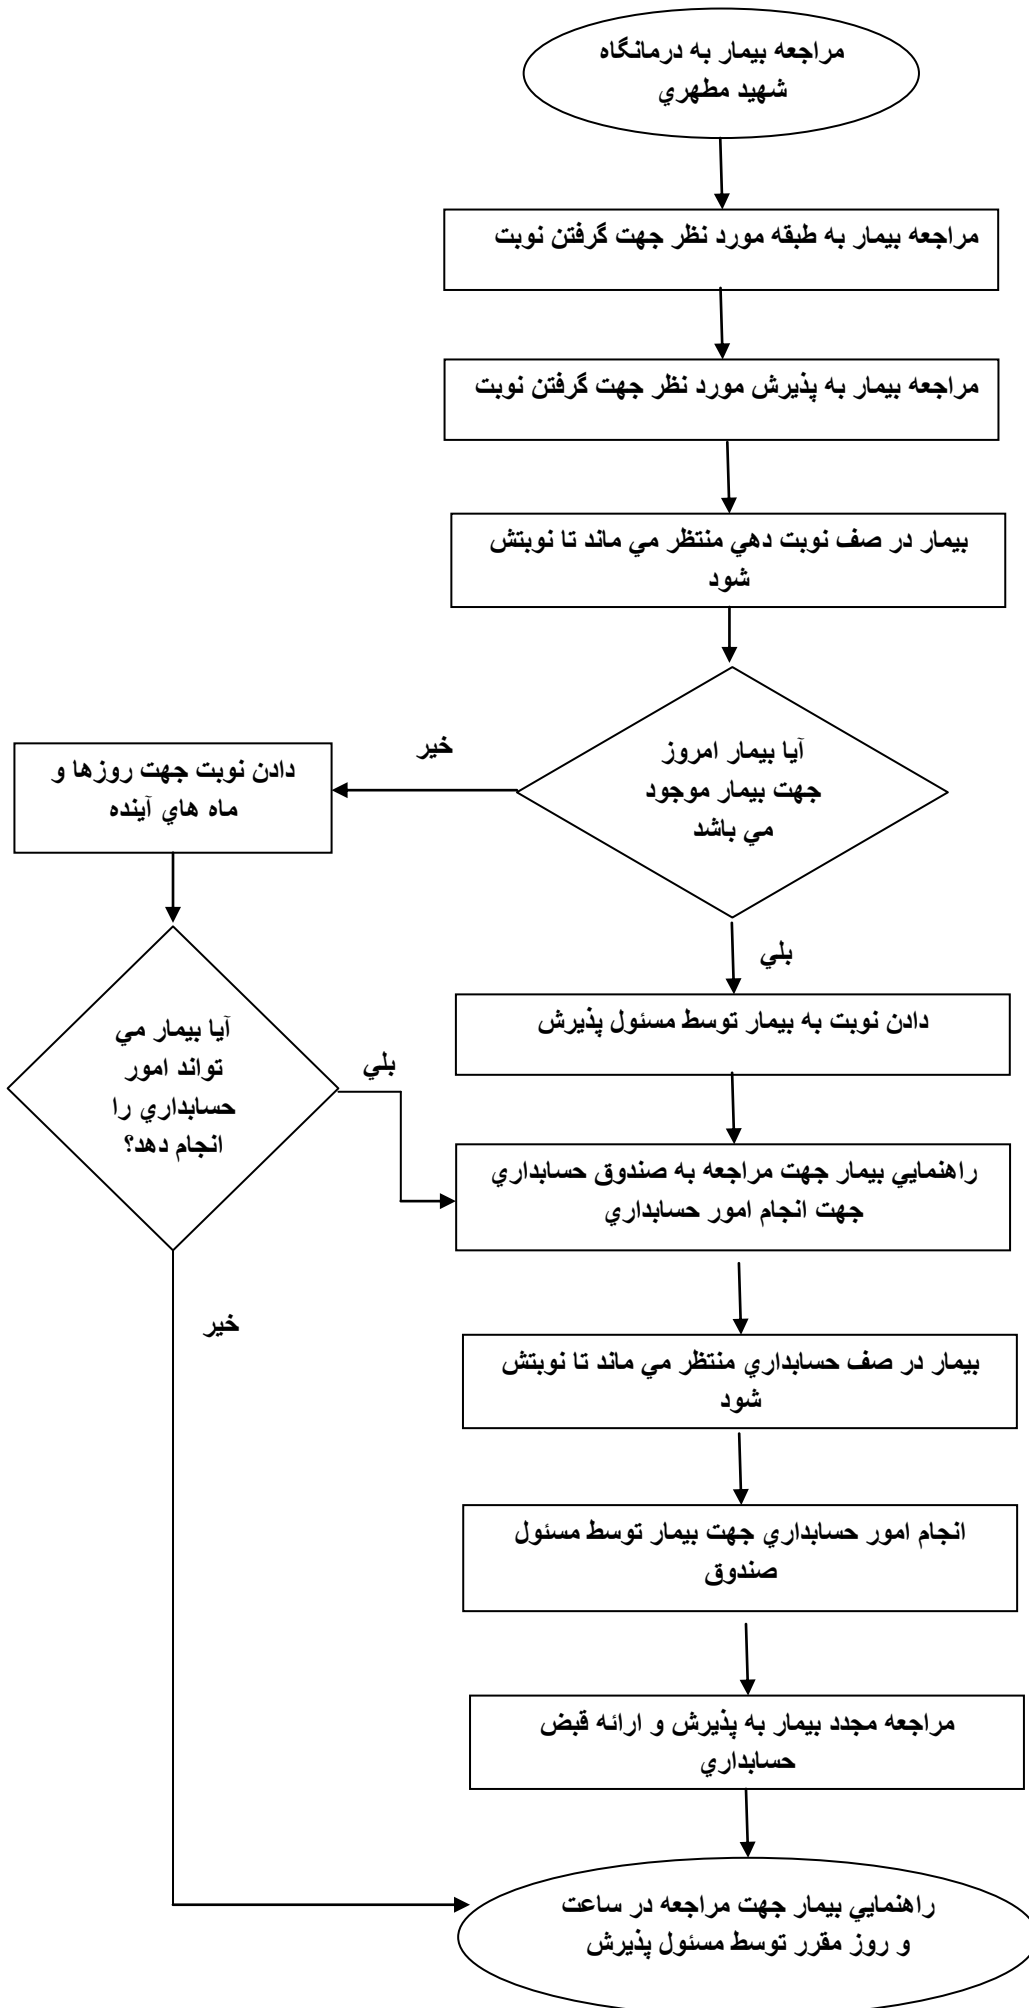 مراجعه بيمار به درمانگاه
شهيد مطهري
مراجعه بيمار به طبقه مورد نظر جهت گرفتن نوبت
مراجعه بيمار به پذيرش مورد نظر جهت گرفتن نوبت
بيمار در صف نوبت دهي منتظر مي ماند تا نوبتش
شود
آيا بيمار امروز
جهت بيمار موجود
مي باشد
خير
دادن نوبت جهت روزها و
ماه هاي آينده
بلي
دادن نوبت به بيمار توسط مسئول پذيرش
آيا بيمار مي
تواند امور
حسابداري را
انجام دهد؟
بلي
راهنمايي بيمار جهت مراجعه به صندوق حسابداري
جهت انجام امور حسابداري
خير
بيمار در صف حسابداري منتظر مي ماند تا نوبتش
شود
انجام امور حسابداري جهت بيمار توسط مسئول
صندوق
مراجعه مجدد بيمار به پذيرش و ارائه قبض
حسابداري
راهنمايي بيمار جهت مراجعه در ساعت
و روز مقرر توسط مسئول پذيرش